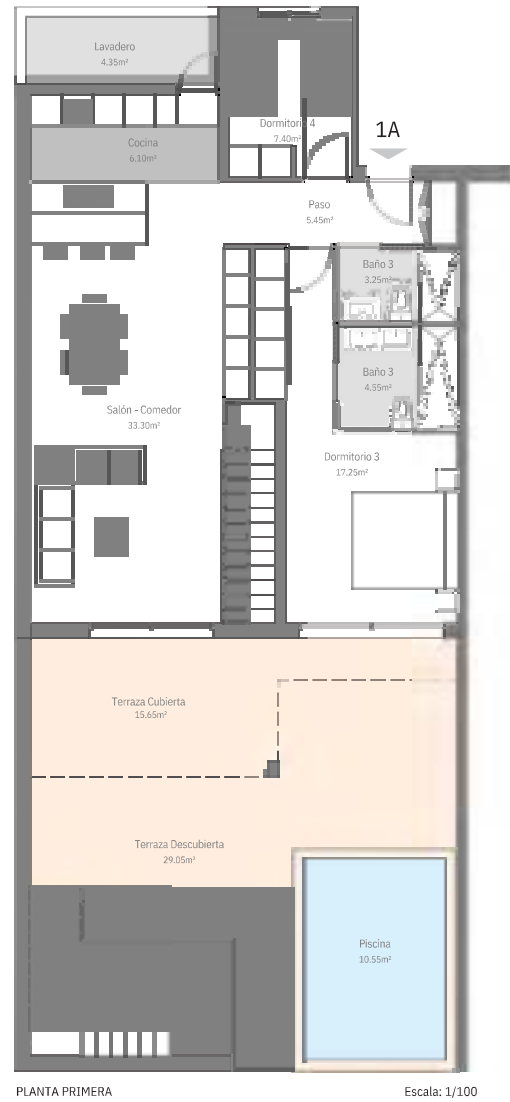 Lavadero
4.35m²
Dormitorio 4
7.40m²
1A
Cocina
6.10m²
Paso
5.45m²
Baño 3
3.25m²
Baño 3
4.55m²
Salón - Comedor
33.30m²
Dormitorio 3
17.25m²
Terraza Cubierta
15.65m²
Terraza Descubierta
29.05m²
Piscina
10.55m²
PLANTA PRIMERA
Escala: 1/100